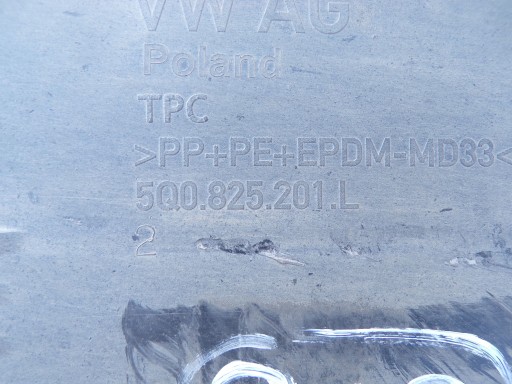 VW AG
Poland
TPC
>PP+PE+EPDM-MD33<
5Q0.825.201.L
2